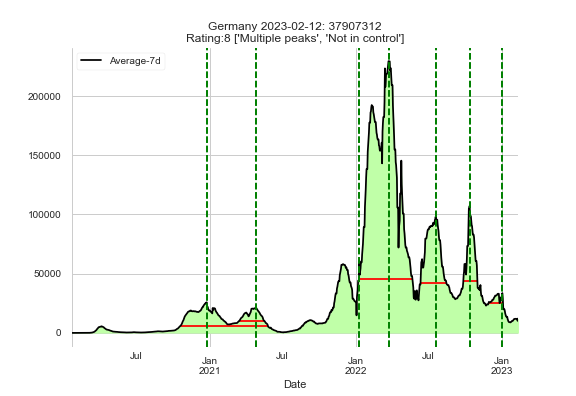 Germany 2023-02-12: 37907312
Rating:8 ['Multiple peaks', 'Not in control']
Average-7d
200000
150000
100000
50000
0
Jul
Jan
2021
Jul
Jan
2022
Jul
Jan
2023
Date